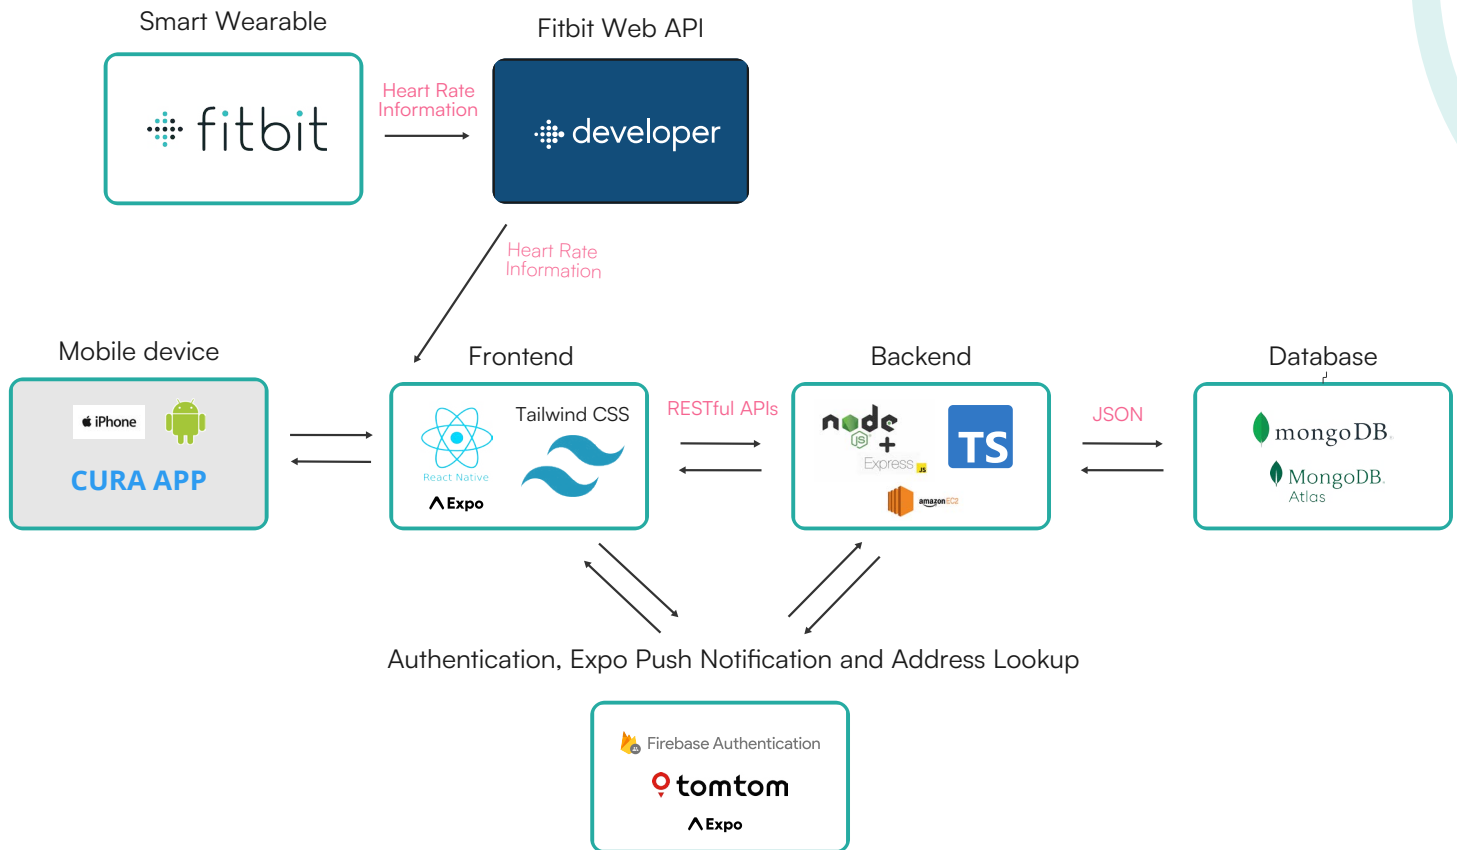 Smart Wearable
Fitbit Web API
fitbit
Heart Rate
Information
developer
Heart Rate
Information
Mobile device
Frontend
Backend
Database
iPhone
CURA APP
Tailwind CSS
React Native
Expo
RESTful APIs
node
JS
+
Express
JS
TS
amazon EC2
JSON
mongoDB
MongoDB.
Atlas
Authentication, Expo Push Notification and Address Lookup
Firebase Authentication
tomtom
Expo